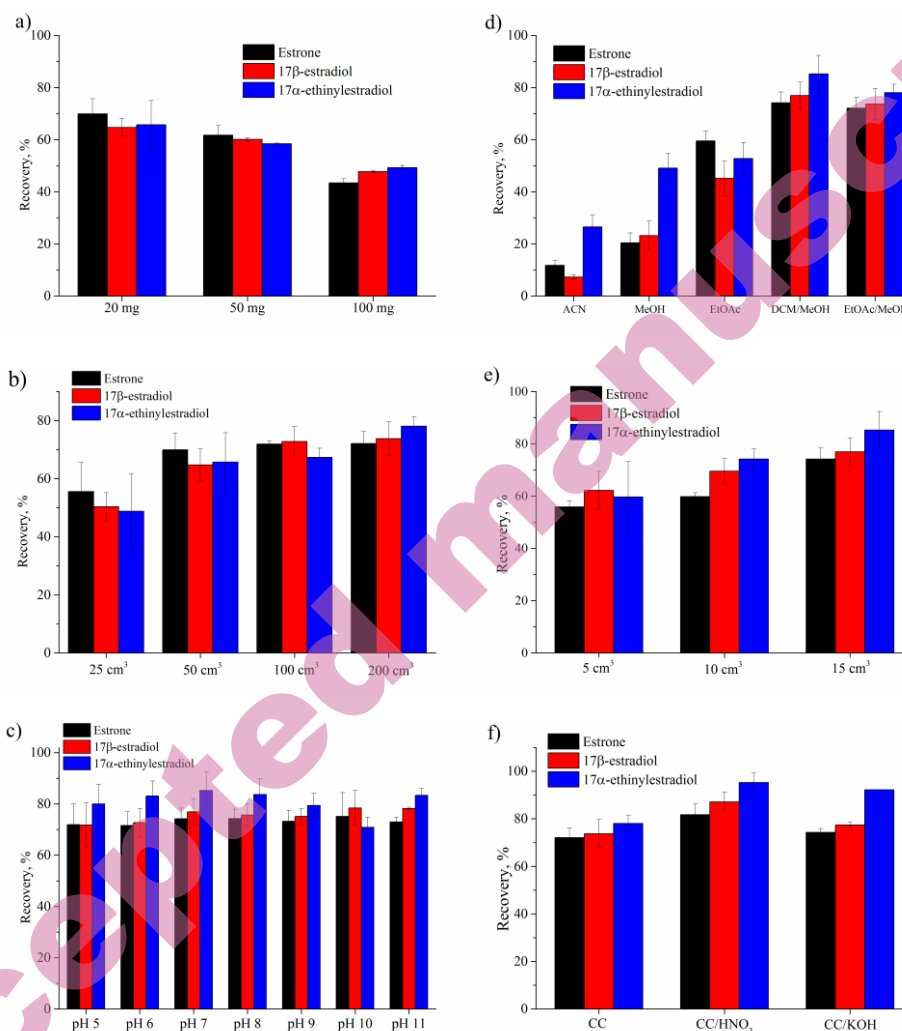 a)
100
80
60
40
20
0
Recovery, %
Estrone
17β-estradiol
17α-ethinylestradiol
20 mg 50 mg 100 mg
d)
100
80
60
40
20
0
Recovery, %
Estrone
17β-estradiol
17α-ethinylestradiol
ACN MeOH EtOAc DCM/MeOH EtOAc/MeOH
b)
80
60
40
20
0
Recovery, %
Estrone
17β-estradiol
17α-ethinylestradiol
25 cm³ 50 cm³ 100 cm³ 200 cm³
e)
100
80
60
40
20
0
Recovery, %
Estrone
17β-estradiol
17α-ethinylestradiol
5 cm³ 10 cm³ 15 cm³
c)
100
80
60
40
20
0
Recovery, %
Estrone
17β-estradiol
17α-ethinylestradiol
pH 5 pH 6 pH 7 pH 8 pH 9 pH 10 pH 11
f)
100
80
60
40
20
0
Recovery, %
Estrone
17β-estradiol
17α-ethinylestradiol
CC CC/HNO₃ CC/KOH
cepted manusc